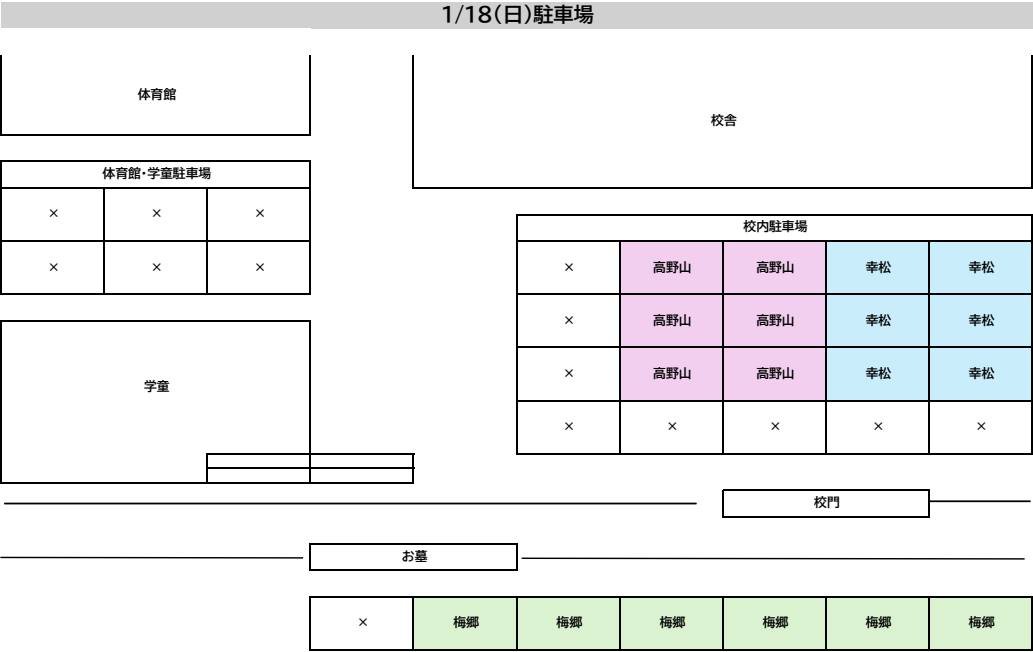 1/18(日)駐車場
体育館
校舎
体育館・学童駐車場
× × ×
校内駐車場
× × ×
× 高野山 高野山 幸松 幸松
× 高野山 高野山 幸松 幸松
× 高野山 高野山 幸松 幸松
学童
× × × × ×
校門
お墓
× 梅郷 梅郷 梅郷 梅郷 梅郷 梅郷